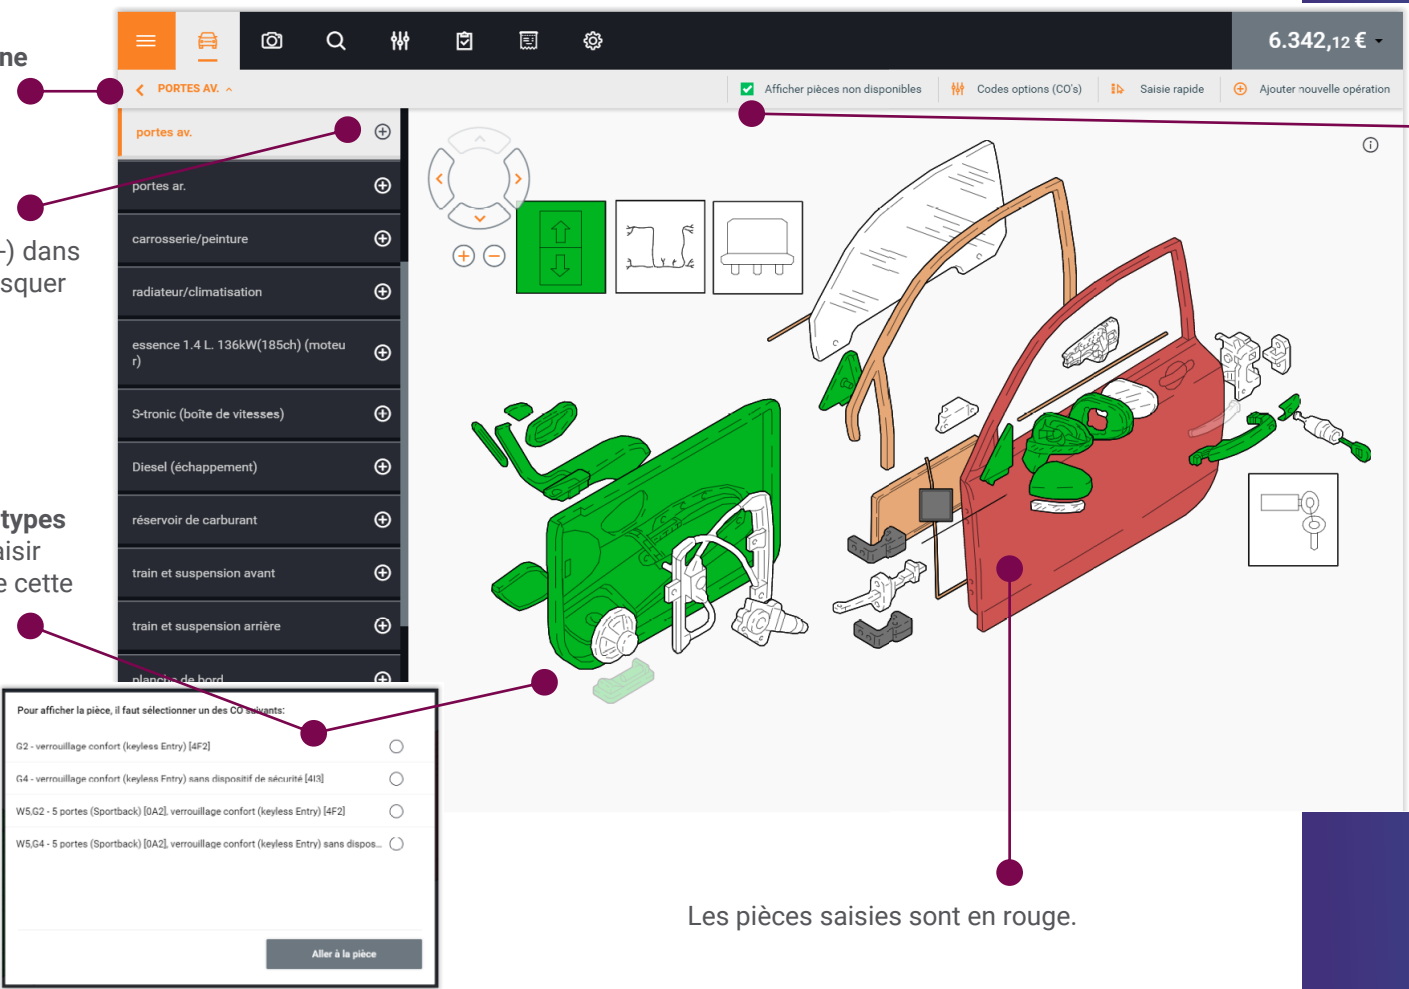 6.342,12 €
ne
PORTES AV.
Afficher pièces non disponibles
Codes options (CO's)
Saisie rapide
Ajouter nouvelle opération
portes av.
portes ar.
carrosserie/peinture
radiateur/climatisation
essence 1.4 L. 136kW(185ch) (moteu
r)
S-tronic (boîte de vitesses)
Diesel (échappement)
réservoir de carburant
train et suspension avant
train et suspension arrière
planche de bord
-) dans
squer
types
aisir
e cette
Pour afficher la pièce, il faut sélectionner un des CO suivants:
G2 - verrouillage confort (keyless Entry) [4F2]
G4 - verrouillage confort (keyless Entry) sans dispositif de sécurité [4I3]
W5,G2 - 5 portes (Sportback) [0A2], verrouillage confort (keyless Entry) [4F2]
W5,G4 - 5 portes (Sportback) [0A2], verrouillage confort (keyless Entry) sans dispos...
Aller à la pièce
Les pièces saisies sont en rouge.